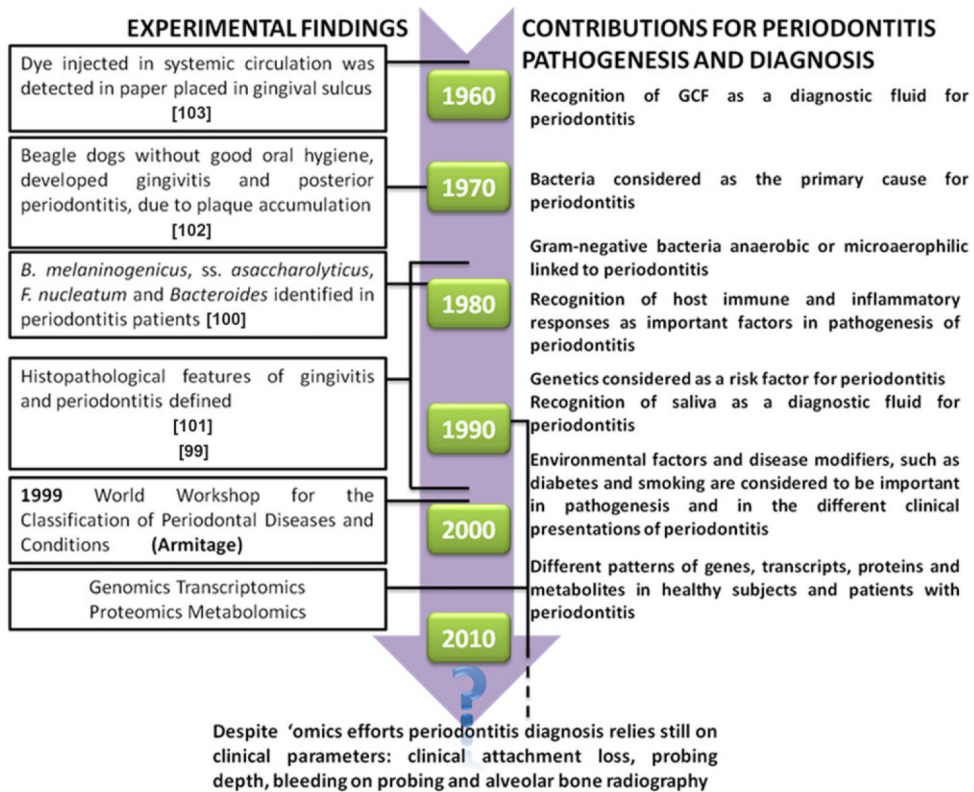 EXPERIMENTAL FINDINGS
Dye injected in systemic circulation was
detected in paper placed in gingival sulcus
[103]
Beagle dogs without good oral hygiene,
developed gingivitis and posterior
periodontitis, due to plaque accumulation
[102]
B. melaninogenicus, ss. asaccharolyticus,
F. nucleatum and Bacteroides identified in
periodontitis patients [100]
Histopathological features of gingivitis
and periodontitis defined
[101]
[99]
1999 World Workshop for the
Classification of Periodontal Diseases and
Conditions (Armitage)
Genomics Transcriptomics
Proteomics Metabolomics
1960
1970
1980
1990
2000
2010
?
CONTRIBUTIONS FOR PERIODONTITIS
PATHOGENESIS AND DIAGNOSIS
Recognition of GCF as a diagnostic fluid for
periodontitis
Bacteria considered as the primary cause for
periodontitis
Gram-negative bacteria anaerobic or microaerophilic
linked to periodontitis
Recognition of host immune and inflammatory
responses as important factors in pathogenesis of
periodontitis
Genetics considered as a risk factor for periodontitis
Recognition of saliva as a diagnostic fluid for
periodontitis
Environmental factors and disease modifiers, such as
diabetes and smoking are considered to be important
in pathogenesis and in the different clinical
presentations of periodontitis
Different patterns of genes, transcripts, proteins and
metabolites in healthy subjects and patients with
periodontitis
Despite ‘omics efforts periodontitis diagnosis relies still on
clinical parameters: clinical attachment loss, probing
depth, bleeding on probing and alveolar bone radiography